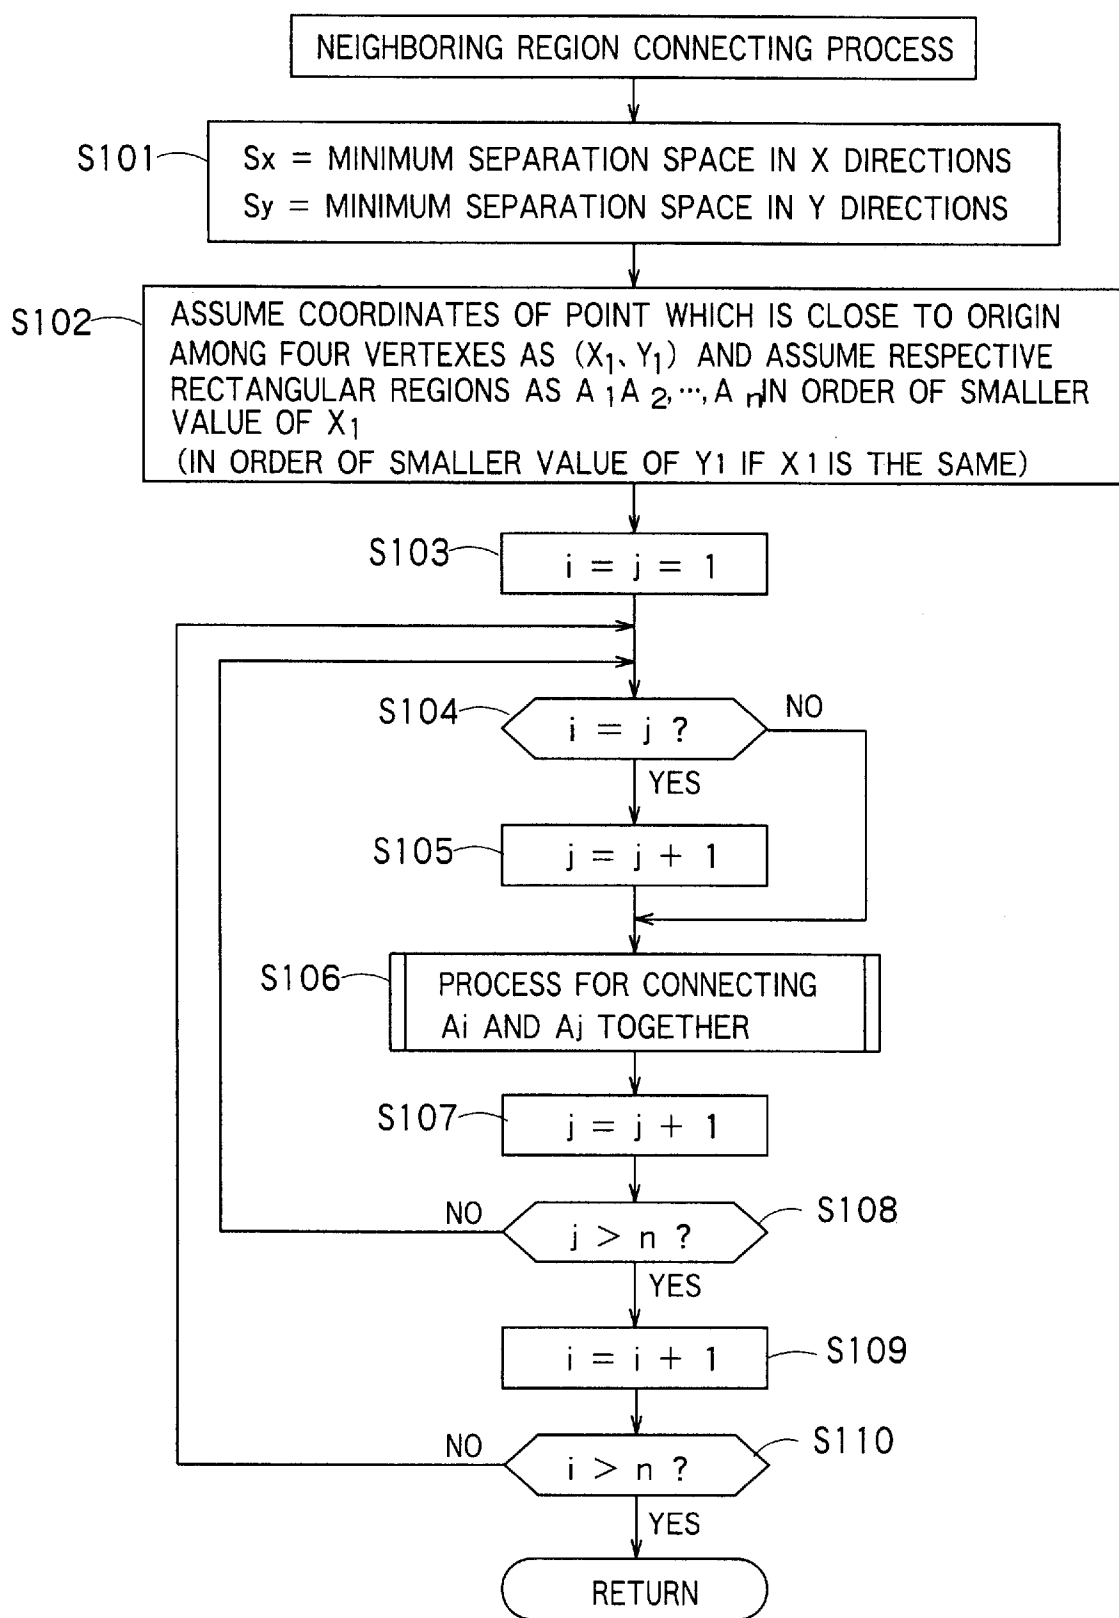 NEIGHBORING REGION CONNECTING PROCESS
S101
Sx = MINIMUM SEPARATION SPACE IN X DIRECTIONS
Sy = MINIMUM SEPARATION SPACE IN Y DIRECTIONS
S102
ASSUME COORDINATES OF POINT WHICH IS CLOSE TO ORIGIN
AMONG FOUR VERTEXES AS (X₁、Y₁) AND ASSUME RESPECTIVE
RECTANGULAR REGIONS AS A₁A₂,…,AₙIN ORDER OF SMALLER
VALUE OF X₁
(IN ORDER OF SMALLER VALUE OF Y1 IF X1 IS THE SAME)
S103
i = j = 1
S104
i = j ?
NO
YES
S105
j = j + 1
S106
PROCESS FOR CONNECTING
Ai AND Aj TOGETHER
S107
j = j + 1
S108
j > n ?
NO
YES
S109
i = i + 1
S110
i > n ?
NO
YES
RETURN